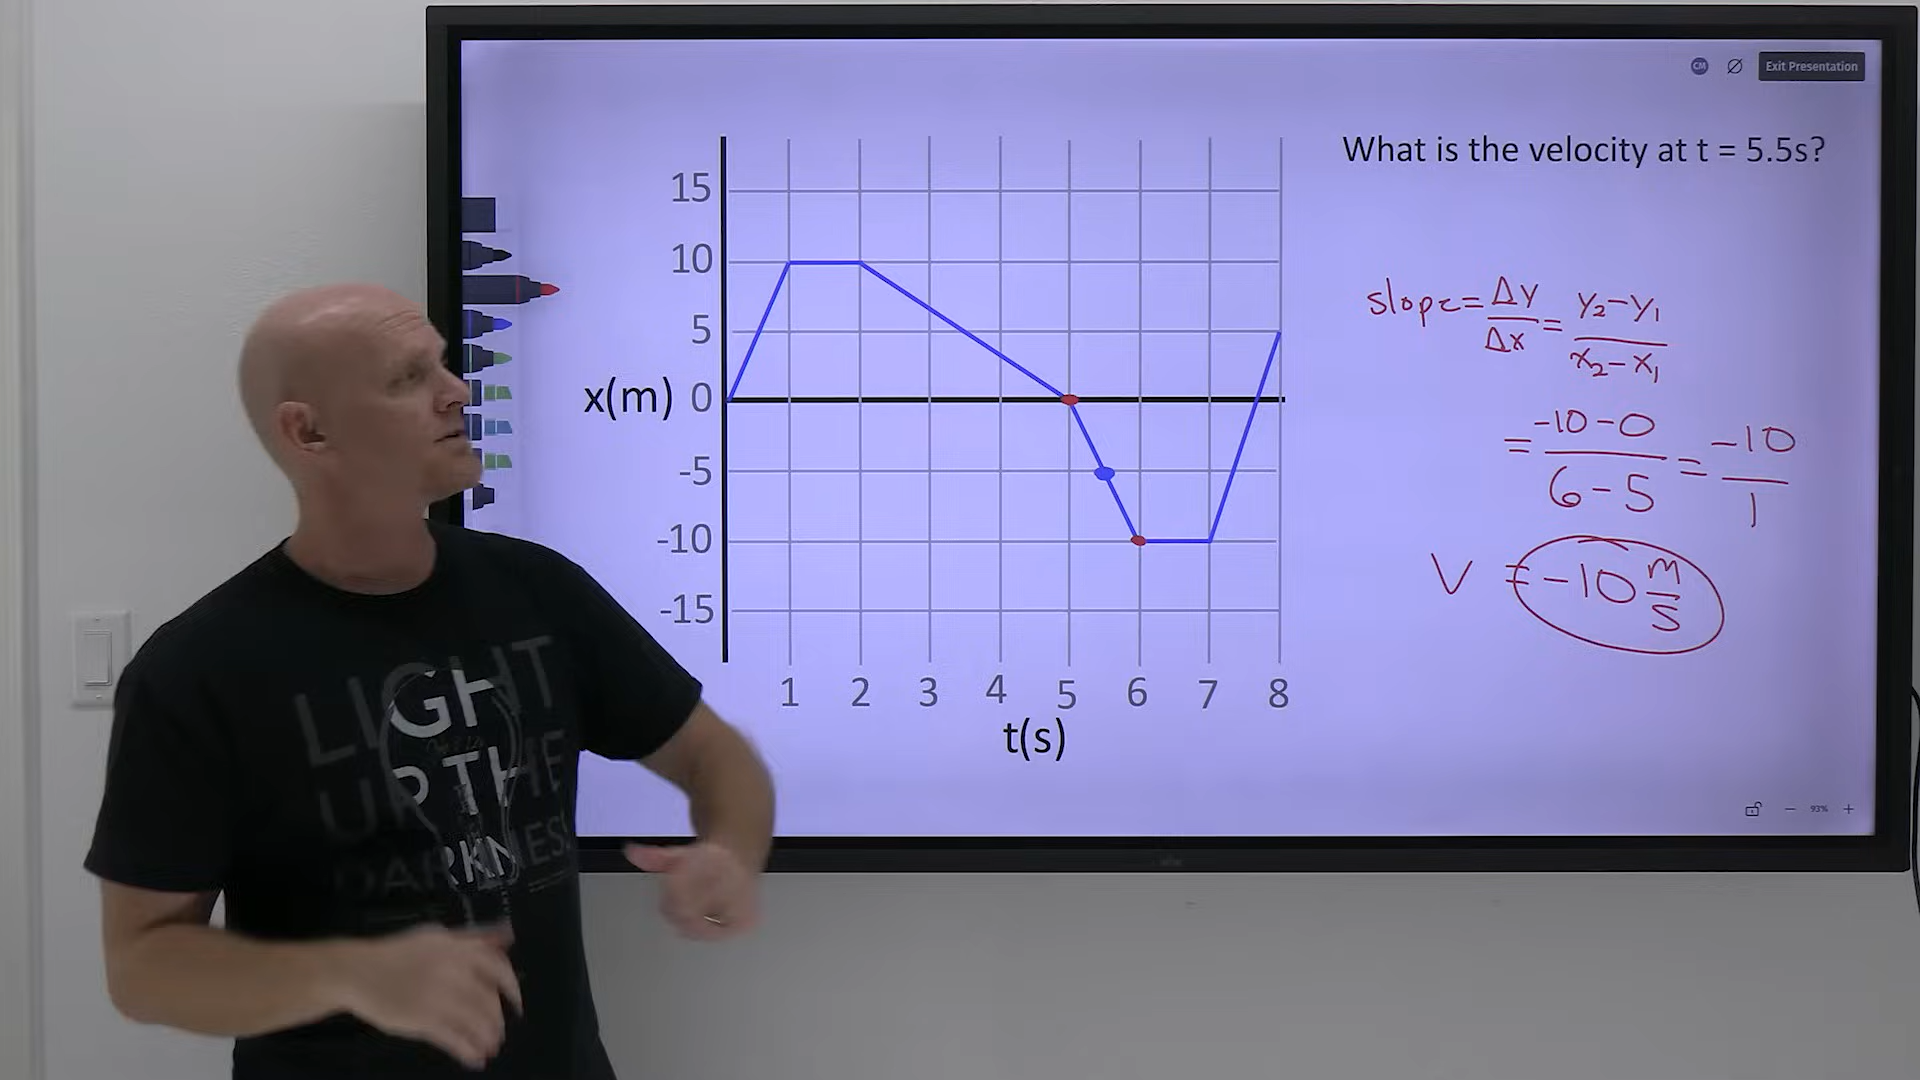 CM
Exit Presentation
What is the velocity at t = 5.5s?
15
10
5
x(m) 0
-5
-10
-15
1 2 3 4 5 6 7 8
t(s)
slope = Δy/Δx = y₂-y₁/x₂-x₁
= -10-0/6-5 = -10/1
V = -10 m/s
93%
LIGHT
UP THE
DARKNESS